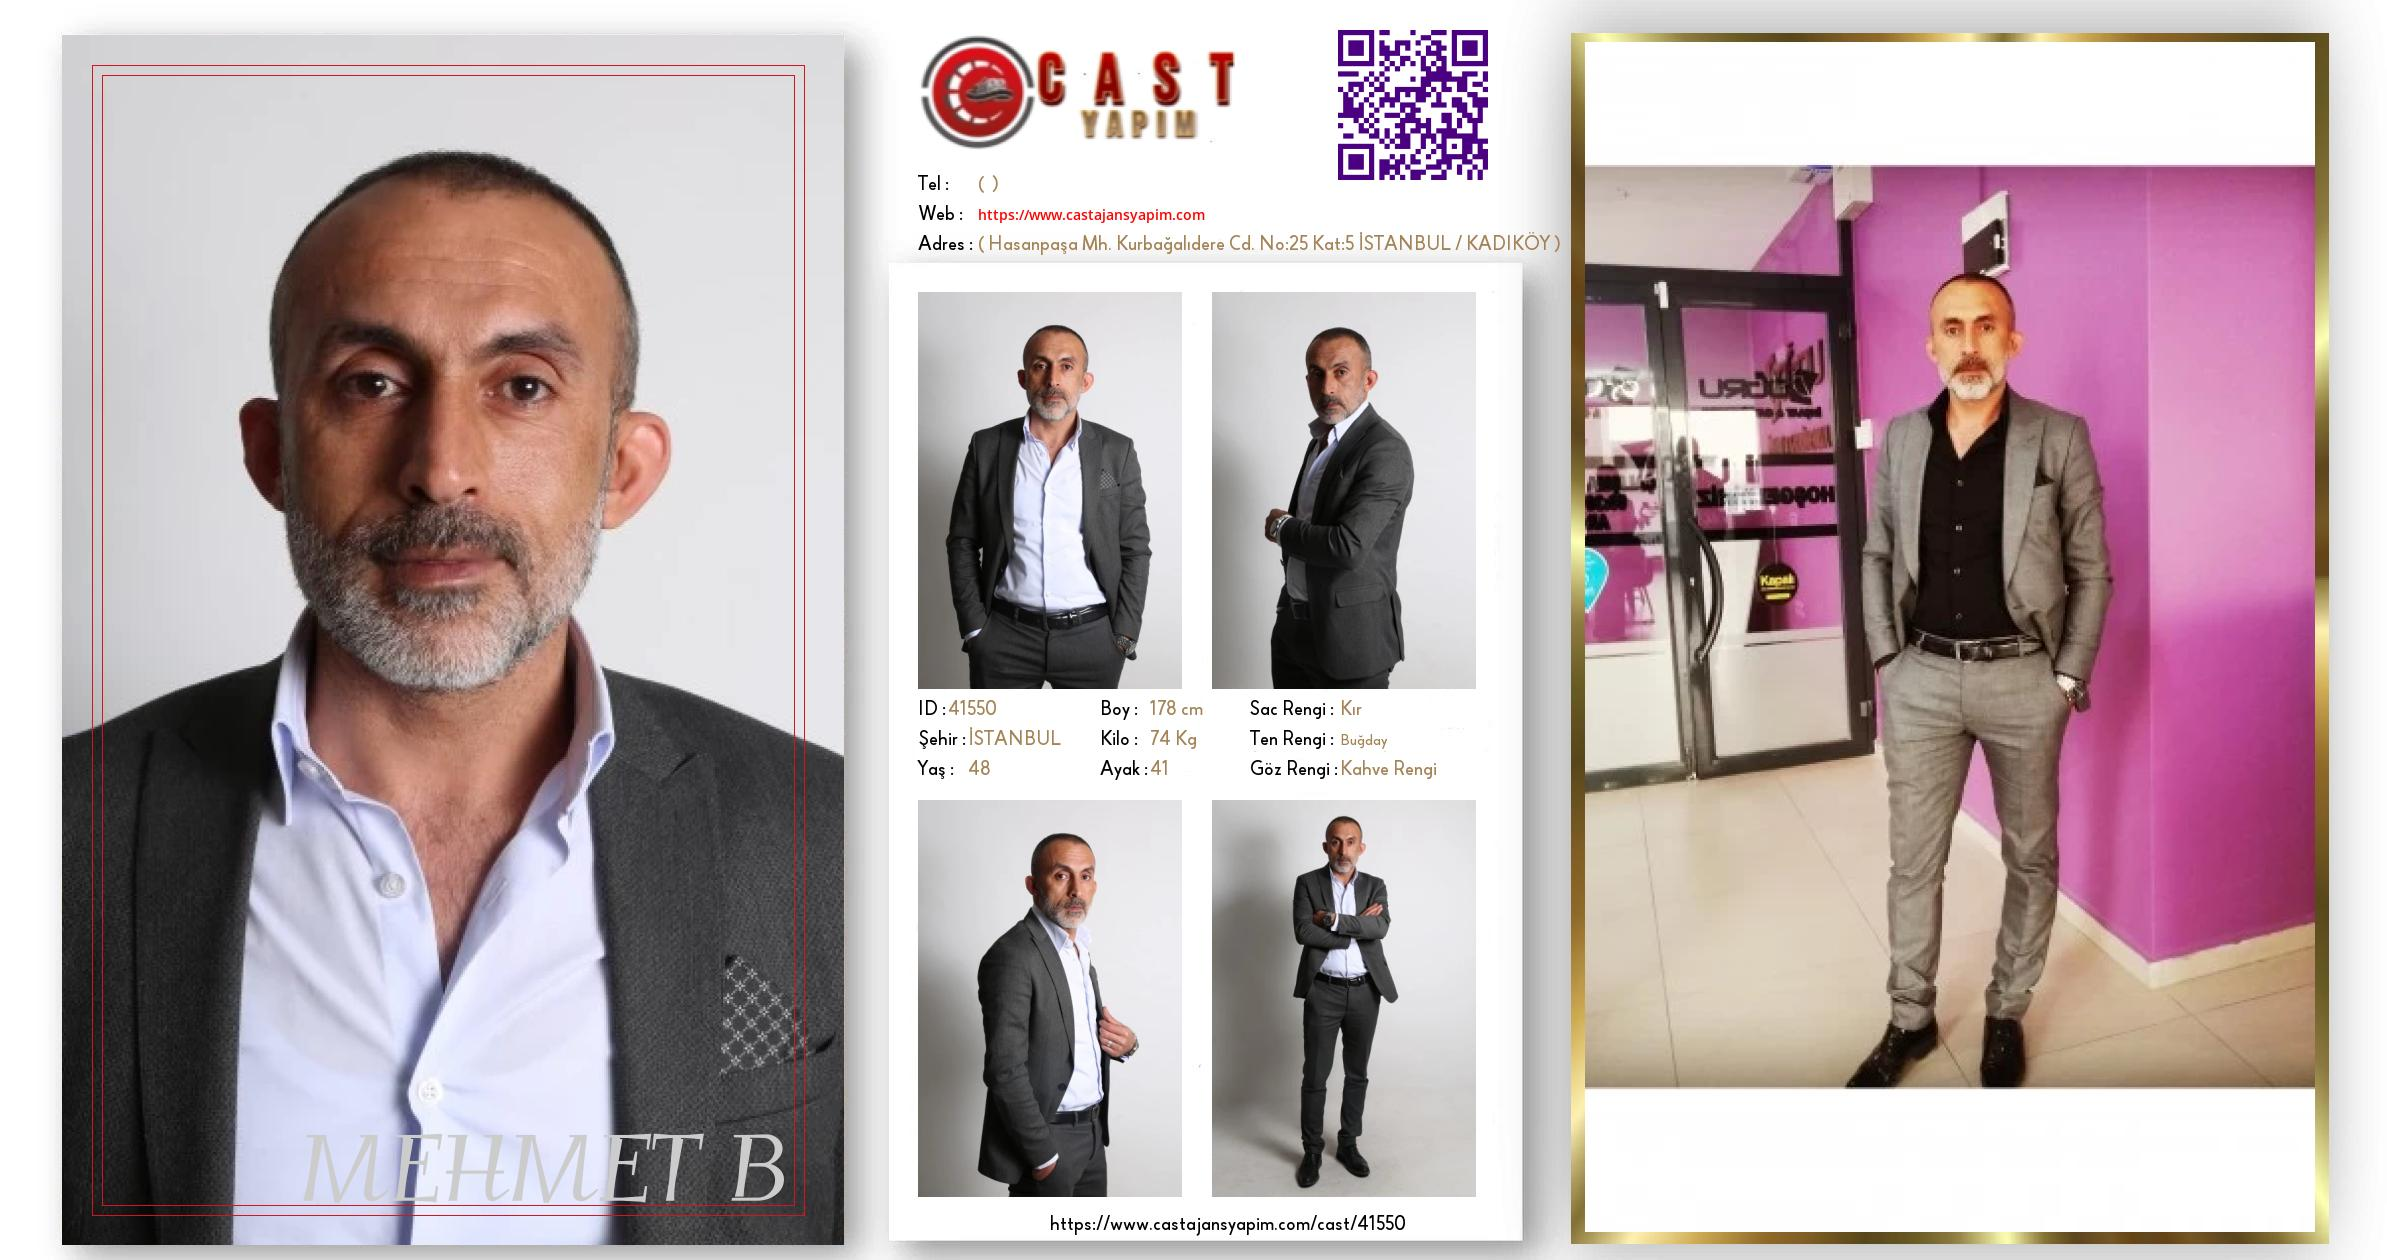 MEHMET B
CAST
YAPIM
Tel : ( )
Web : https://www.castajansyapim.com
Adres : ( Hasanpaşa Mh. Kurbağalıdere Cd. No:25 Kat:5 İSTANBUL / KADIKÖY )
ID : 41550 Boy : 178 cm Sac Rengi : Kır
Şehir : İSTANBUL Kilo : 74 Kg Ten Rengi : Buğday
Yaş : 48 Ayak : 41 Göz Rengi : Kahve Rengi
https://www.castajansyapim.com/cast/41550
DOĞRU
Kapalı